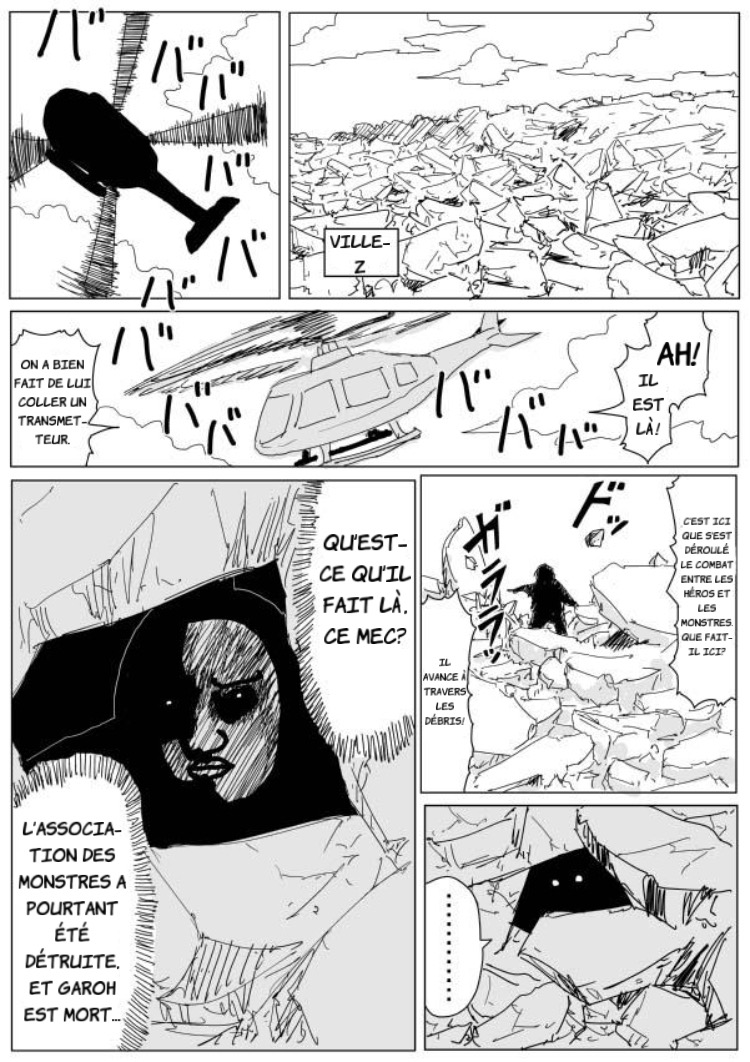 バババババババ
VILLE-
Z
ババババババ
ON A BIEN
FAIT DE LUI
COLLER UN
TRANSMET-
TEUR.
AH!
IL
EST
LÀ!
QU'EST-
CE QU'IL
FAIT LÀ,
CE MEC?
L'ASSOCIA-
TION DES
MONSTRES A
POURTANT
ÉTÉ
DÉTRUITE,
ET GAROH
EST MORT...
ドッ
ガラララッ
C'EST ICI
QUE S'EST
DÉROULÉ
LE COMBAT
ENTRE LES
HÉROS ET
LES
MONSTRES.
QUE FAIT-
IL ICI?
IL
AVANCE À
TRAVERS
LES
DÉBRIS!
..........